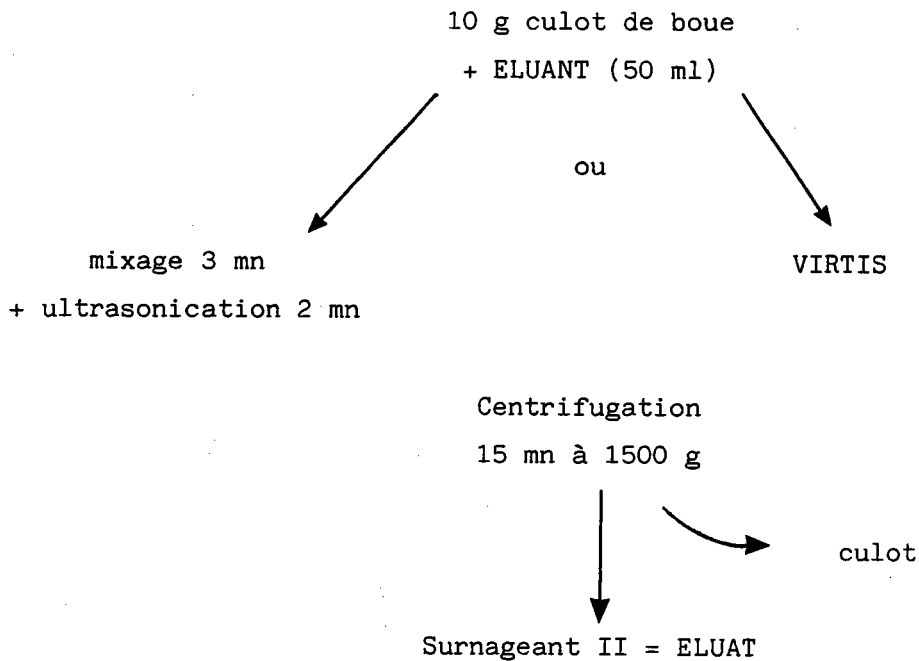 10 g culot de boue
+ ELUANT (50 ml)
ou
mixage 3 mn
+ ultrasonication 2 mn
VIRTIS
Centrifugation
15 mn à 1500 g
culot
Surnageant II = ELUAT